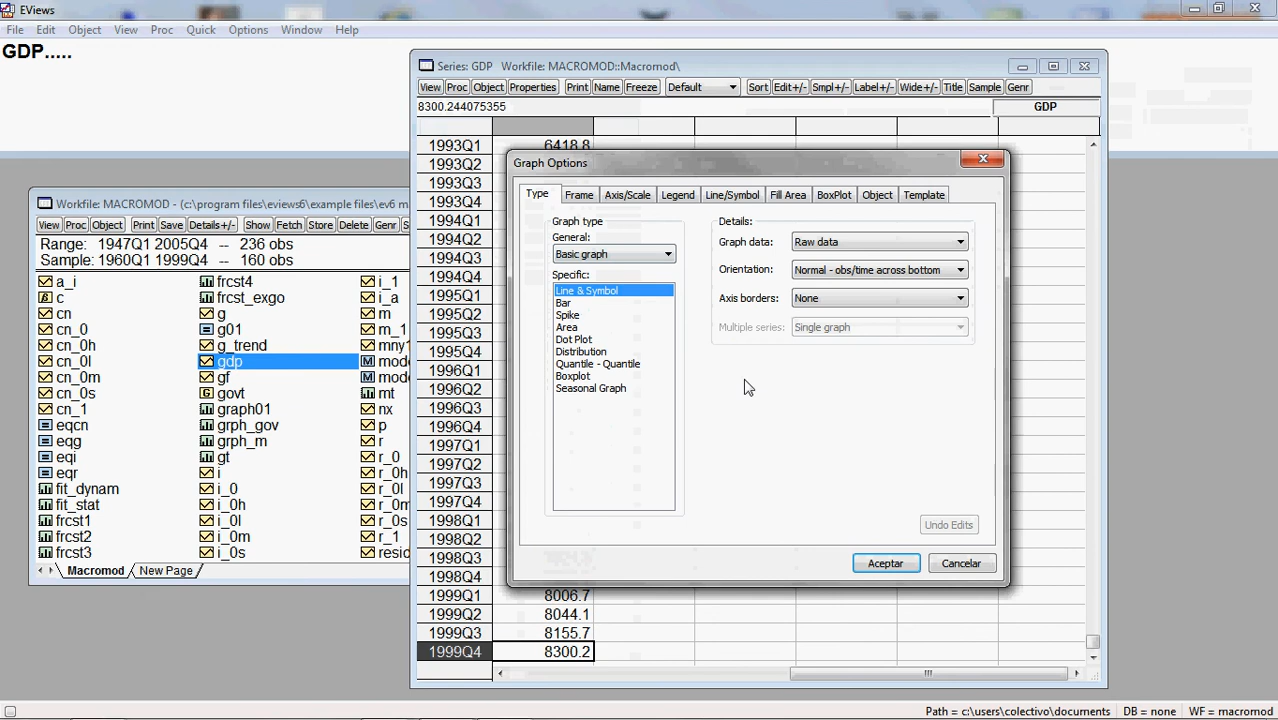 EViews
File Edit Object View Proc Quick Options Window Help
GDP.....
Series: GDP Workfile: MACROMOD::Macromod\
View Proc Object Properties Print Name Freeze Default Sort Edit+/- Smpl+/- Label+/- Wide+/- Title Sample Genr
8300.244075355 GDP
1993Q1 6418.8
1993Q2
1993Q3
1993Q4
1994Q1
1994Q2
1994Q3
1994Q4
1995Q1
1995Q2
1995Q3
1995Q4
1996Q1
1996Q2
1996Q3
1996Q4
1997Q1
1997Q2
1997Q3
1997Q4
1998Q1
1998Q2
1998Q3
1998Q4
1999Q1 8006.7
1999Q2 8044.1
1999Q3 8155.7
1999Q4 8300.2
Graph Options
Type Frame Axis/Scale Legend Line/Symbol Fill Area BoxPlot Object Template
Graph type
General:
Basic graph
Specific:
Line & Symbol
Bar
Spike
Area
Dot Plot
Distribution
Quantile - Quantile
Boxplot
Seasonal Graph
Details:
Graph data: Raw data
Orientation: Normal - obs/time across bottom
Axis borders: None
Multiple series: Single graph
Undo Edits
Aceptar Cancelar
Workfile: MACROMOD - (c:\program files\eviews6\example files\ev6 m
View Proc Object Print Save Details+/- Show Fetch Store Delete Genr S
Range: 1947Q1 2005Q4 -- 236 obs
Sample: 1960Q1 1999Q4 -- 160 obs
a_i frcst4 i_1
c frcst_exgo i_a
cn g m
cn_0 g01 m_1
cn_0h g_trend mny1
cn_0l gdp mode
cn_0m gf mode
cn_0s govt mt
cn_1 graph01 nx
eqcn grph_gov p
eqg grph_m r
eqi gt r_0
eqr i r_0h
fit_dynam i_0 r_0l
fit_stat i_0h r_0m
frcst1 i_0l r_0s
frcst2 i_0m r_1
frcst3 i_0s resid
Macromod New Page
Path = c:\users\colectivo\documents DB = none WF = macromod